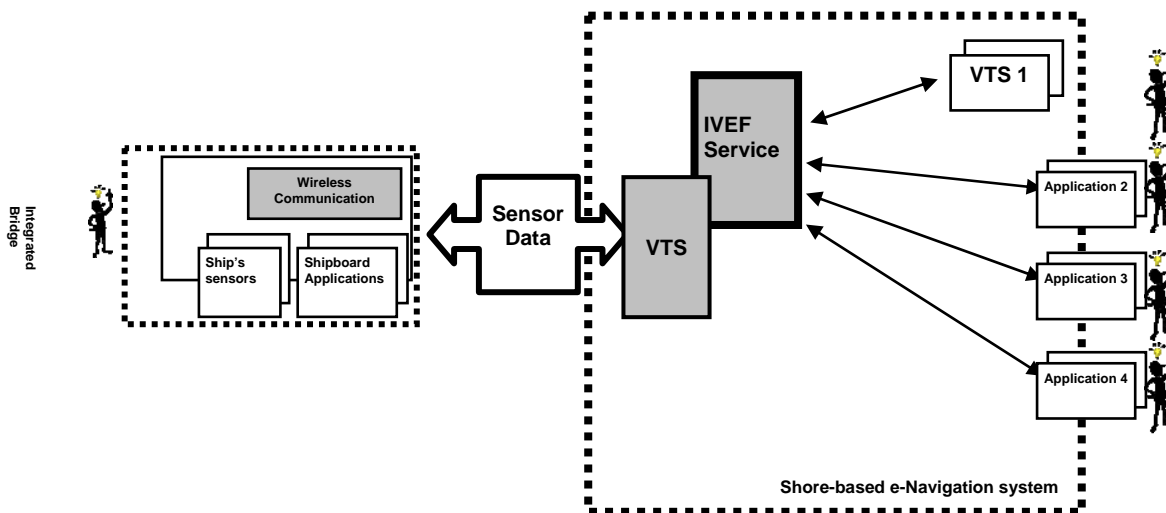 Integrated
Bridge
Wireless
Communication
Ship's
sensors
Shipboard
Applications
Sensor
Data
VTS
IVEF
Service
VTS 1
Application 2
Application 3
Application 4
Shore-based e-Navigation system